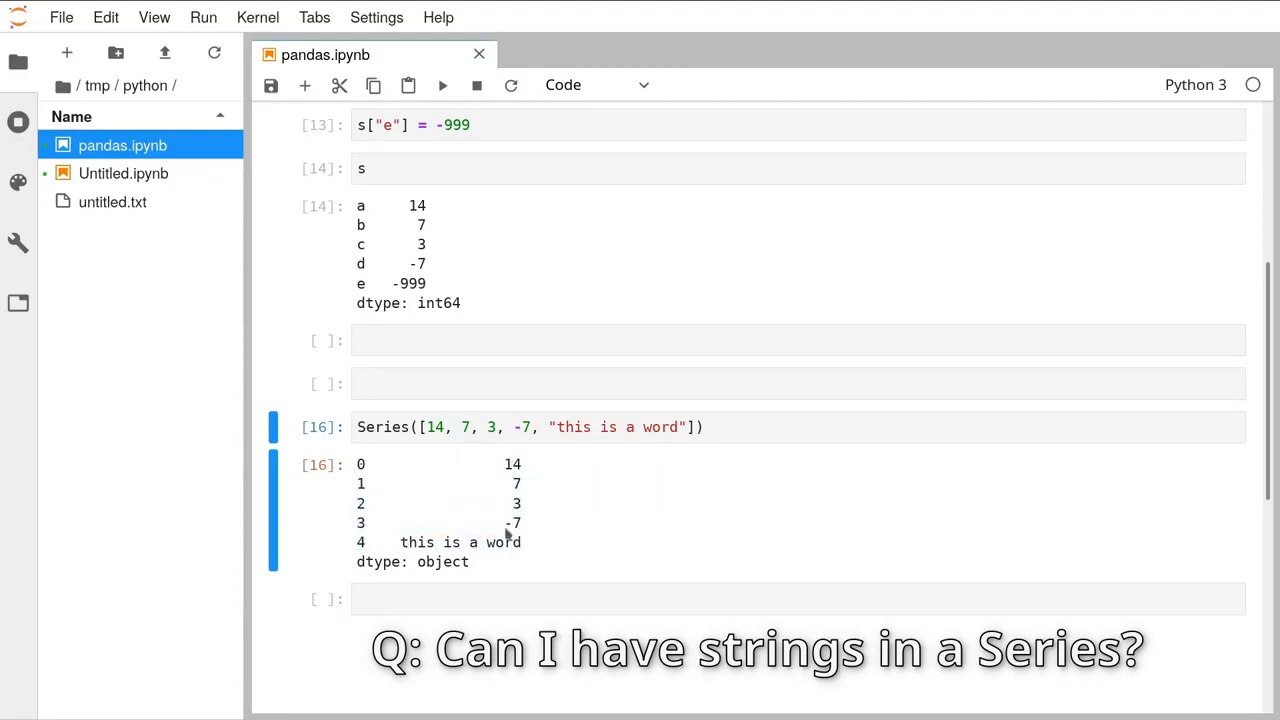 File Edit View Run Kernel Tabs Settings Help
pandas.ipynb
/ tmp / python /
Code
Python 3
Name
pandas.ipynb
Untitled.ipynb
untitled.txt
[13]: s["e"] = -999
[14]: s
[14]: a 14
b 7
c 3
d -7
e -999
dtype: int64
[ ]:
[ ]:
[16]: Series([14, 7, 3, -7, "this is a word"])
[16]: 0 14
1 7
2 3
3 -7
4 this is a word
dtype: object
[ ]:
Q: Can I have strings in a Series?